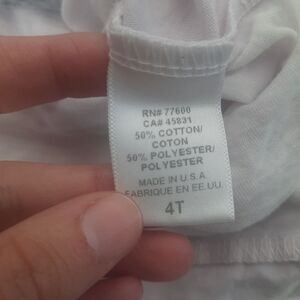 RN# 77600
CA# 45831
50% COTTON/
COTON
50% POLYESTER/
POLYESTER
MADE IN U.S.A.
FABRIQUE EN EE.UU.
4T